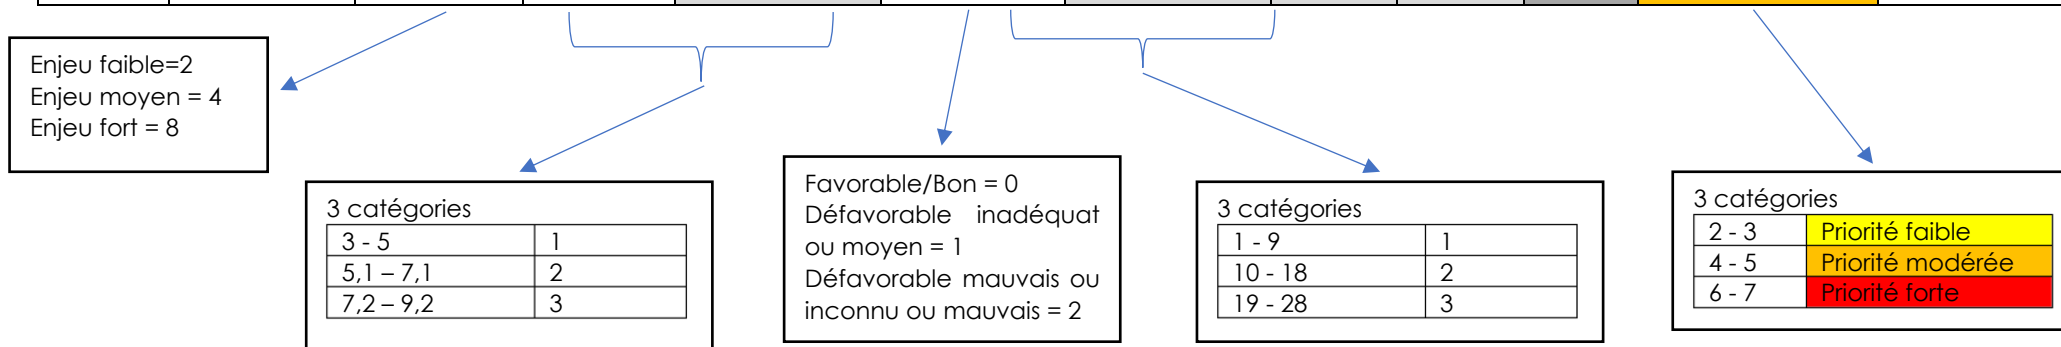 Enjeu faible=2
Enjeu moyen = 4
Enjeu fort = 8
3 catégories
3 - 5 1
5,1 – 7,1 2
7,2 – 9,2 3
Favorable/Bon = 0
Défavorable inadéquat
ou moyen = 1
Défavorable mauvais ou
inconnu ou mauvais = 2
3 catégories
1 - 9 1
10 - 18 2
19 - 28 3
3 catégories
2 - 3 Priorité faible
4 - 5 Priorité modérée
6 - 7 Priorité forte